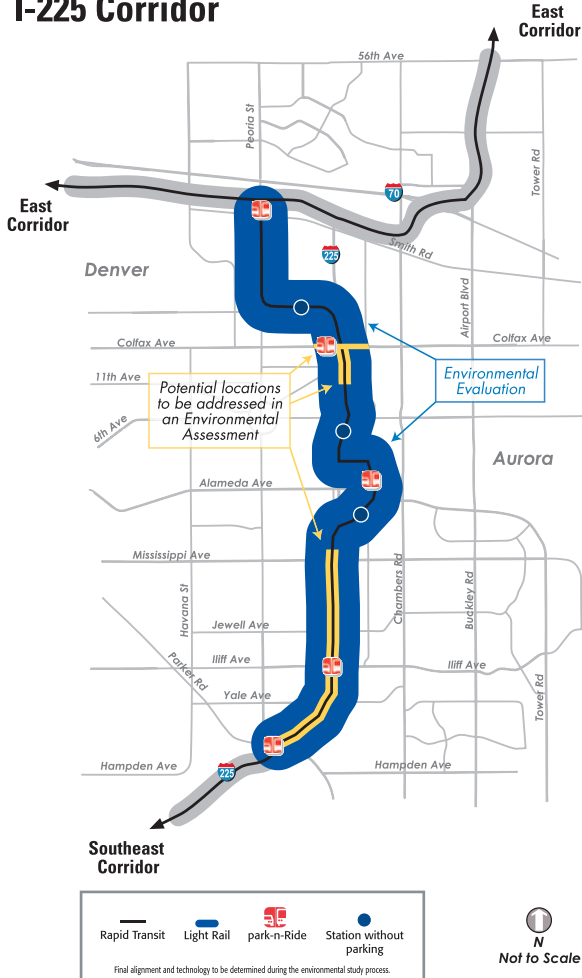 I-225 Corridor
East
Corridor
56th Ave
Peoria St
Tower Rd
70
East
Corridor
Smith Rd
225
Denver
Airport Blvd
Colfax Ave
Colfax Ave
11th Ave
Environmental
Evaluation
Potential locations
to be addressed in
an Environmental
Assessment
6th Ave
Aurora
Alameda Ave
Mississippi Ave
Havana St
Chambers Rd
Buckley Rd
Jewell Ave
Parker Rd
Iliff Ave
Iliff Ave
Yale Ave
Tower Rd
Hampden Ave
225
Hampden Ave
Southeast
Corridor
Rapid Transit
Light Rail
park-n-Ride
Station without
parking
Final alignment and technology to be determined during the environmental study process.
N
Not to Scale